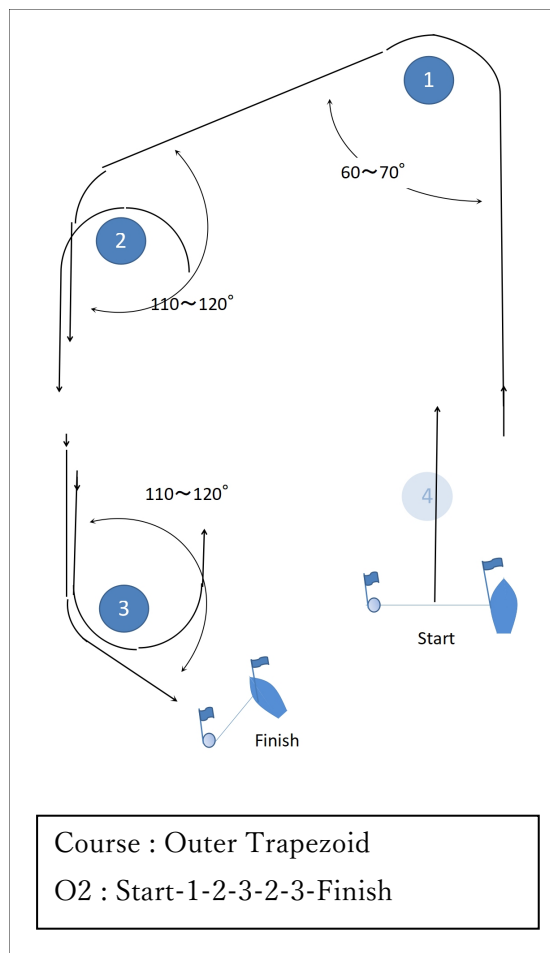 1
60～70°
2
110～120°
110～120°
4
3
Start
Finish
Course : Outer Trapezoid
O2 : Start-1-2-3-2-3-Finish